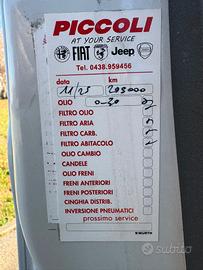 PICCOLI
AT YOUR SERVICE
FIAT Jeep
Tel. 0438.959456
data km
11/25 295000
OLIO 0-30
FILTRO OLIO
FILTRO ARIA
FILTRO CARB.
FILTRO ABITACOLO
OLIO CAMBIO
CANDELE
OLIO FRENI
FRENI ANTERIORI
FRENI POSTERIORI
CINGHIA DISTRIB.
INVERSIONE PNEUMATICI
prossimo service
WÜRTH
subito